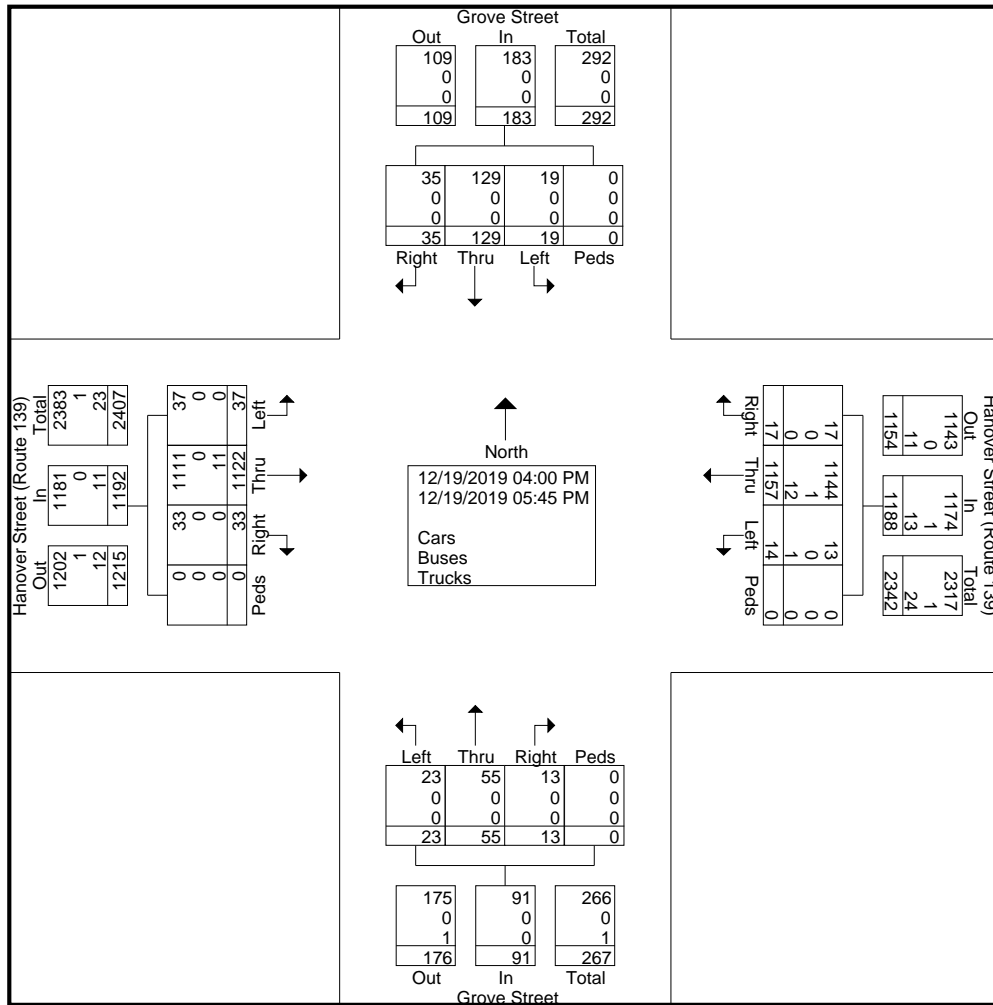 Grove Street
Out In Total
109 183 292
0 0 0
0 0 0
109 183 292
35 129 19 0
0 0 0 0
0 0 0 0
35 129 19 0
Right Thru Left Peds
Hanover Street (Route 139)
Total
2383
1
23
2407
In
1181
0
11
1192
Out
1202
1
12
1215
37
0
0
37
Left
1111
0
11
1122
Thru
33
0
0
33
Right
0
0
0
0
Peds
North
12/19/2019 04:00 PM
12/19/2019 05:45 PM
Cars
Buses
Trucks
Right
17
0
0
17
Thru
1144
1
12
1157
Left
13
0
1
14
Peds
0
0
0
0
Hanover Street (Route 139)
Out
1143
0
11
1154
In
1174
1
13
1188
Total
2317
1
24
2342
Left Thru Right Peds
23 55 13 0
0 0 0 0
0 0 0 0
23 55 13 0
175 91 266
0 0 0
1 0 1
176 91 267
Out In Total
Grove Street